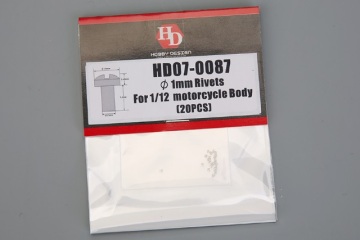 HD
HOBBY DESIGN
HD07-0087
Φ 1mm Rivets
For 1/12 motorcycle Body
(20PCS)